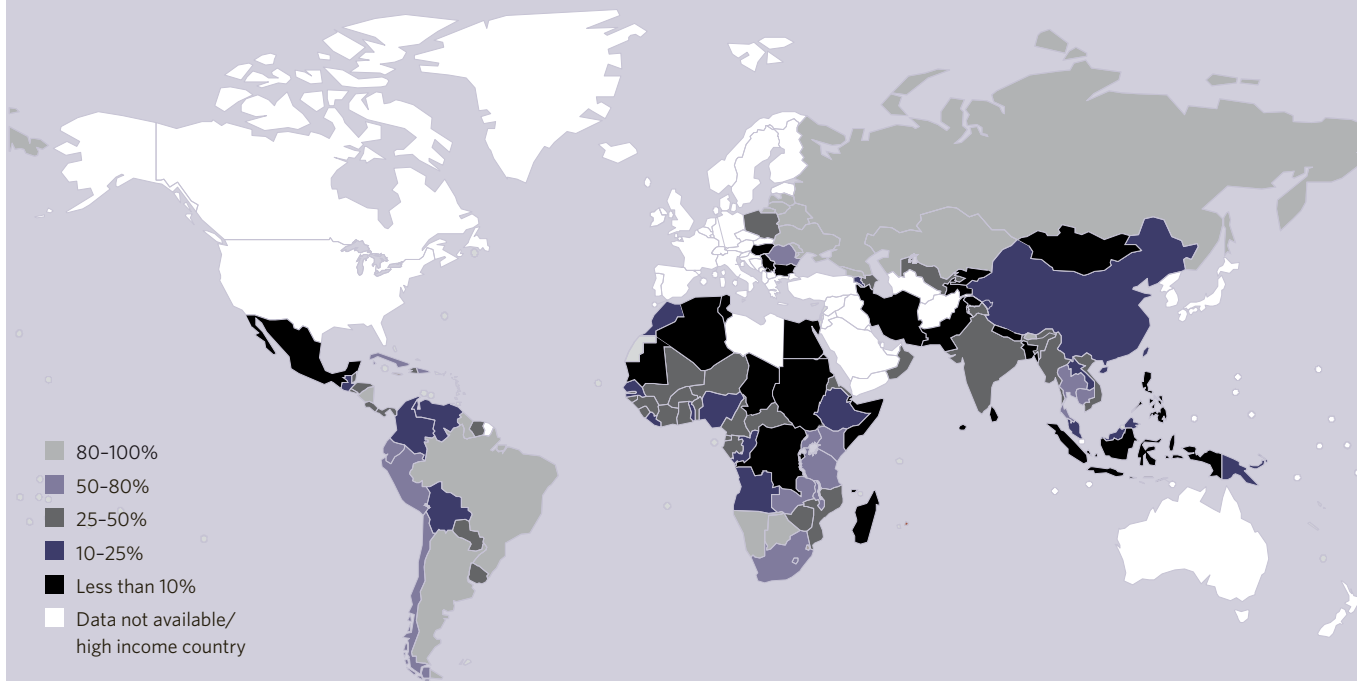 80–100%
50–80%
25–50%
10–25%
Less than 10%
Data not available/
high income country